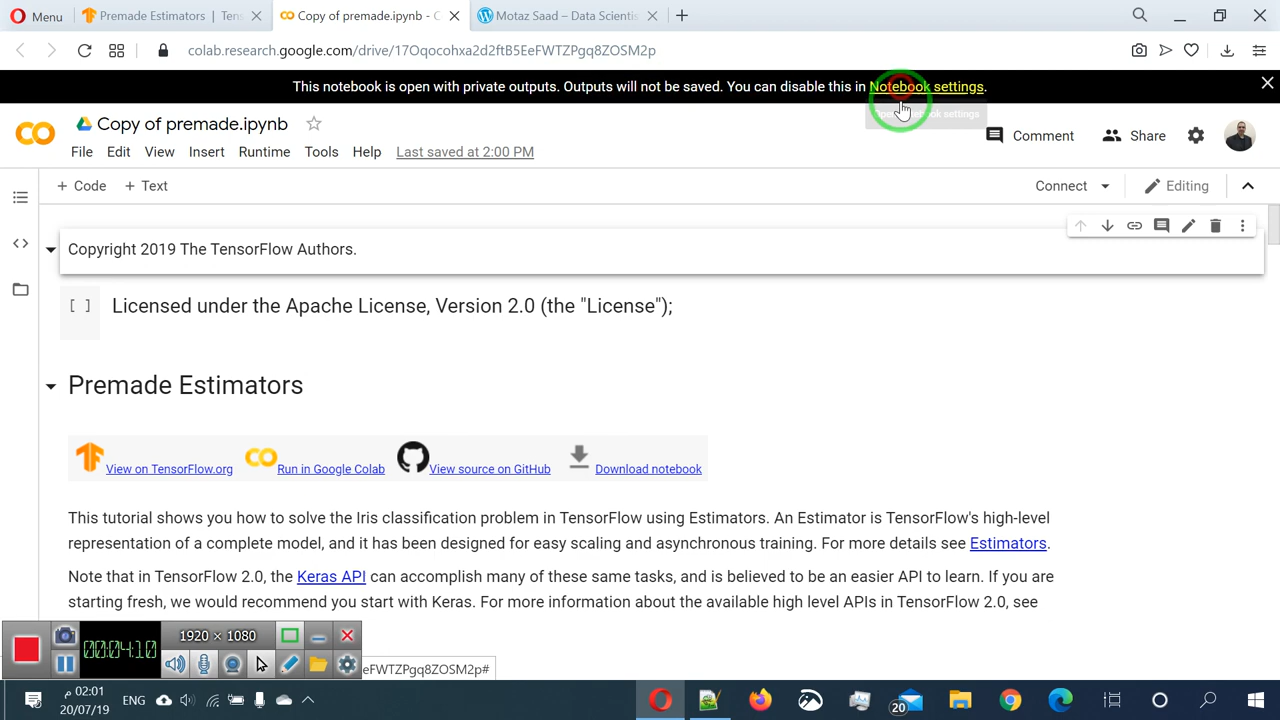 Menu
Premade Estimators | Tens
Copy of premade.ipynb - C
Motaz Saad – Data Scientis
colab.research.google.com/drive/17Oqocohxa2d2ftB5EeFWTZPgq8ZOSM2p
This notebook is open with private outputs. Outputs will not be saved. You can disable this in Notebook settings.
Copy of premade.ipynb
File Edit View Insert Runtime Tools Help Last saved at 2:00 PM
Comment Share
+ Code + Text
Connect Editing
Copyright 2019 The TensorFlow Authors.
[ ] Licensed under the Apache License, Version 2.0 (the "License");
Premade Estimators
View on TensorFlow.org Run in Google Colab View source on GitHub Download notebook
This tutorial shows you how to solve the Iris classification problem in TensorFlow using Estimators. An Estimator is TensorFlow's high-level
representation of a complete model, and it has been designed for easy scaling and asynchronous training. For more details see Estimators.
Note that in TensorFlow 2.0, the Keras API can accomplish many of these same tasks, and is believed to be an easier API to learn. If you are
starting fresh, we would recommend you start with Keras. For more information about the available high level APIs in TensorFlow 2.0, see
00:04:10
1920 × 1080
eFWTZPgq8ZOSM2p#
02:01 م
20/07/19
ENG
20